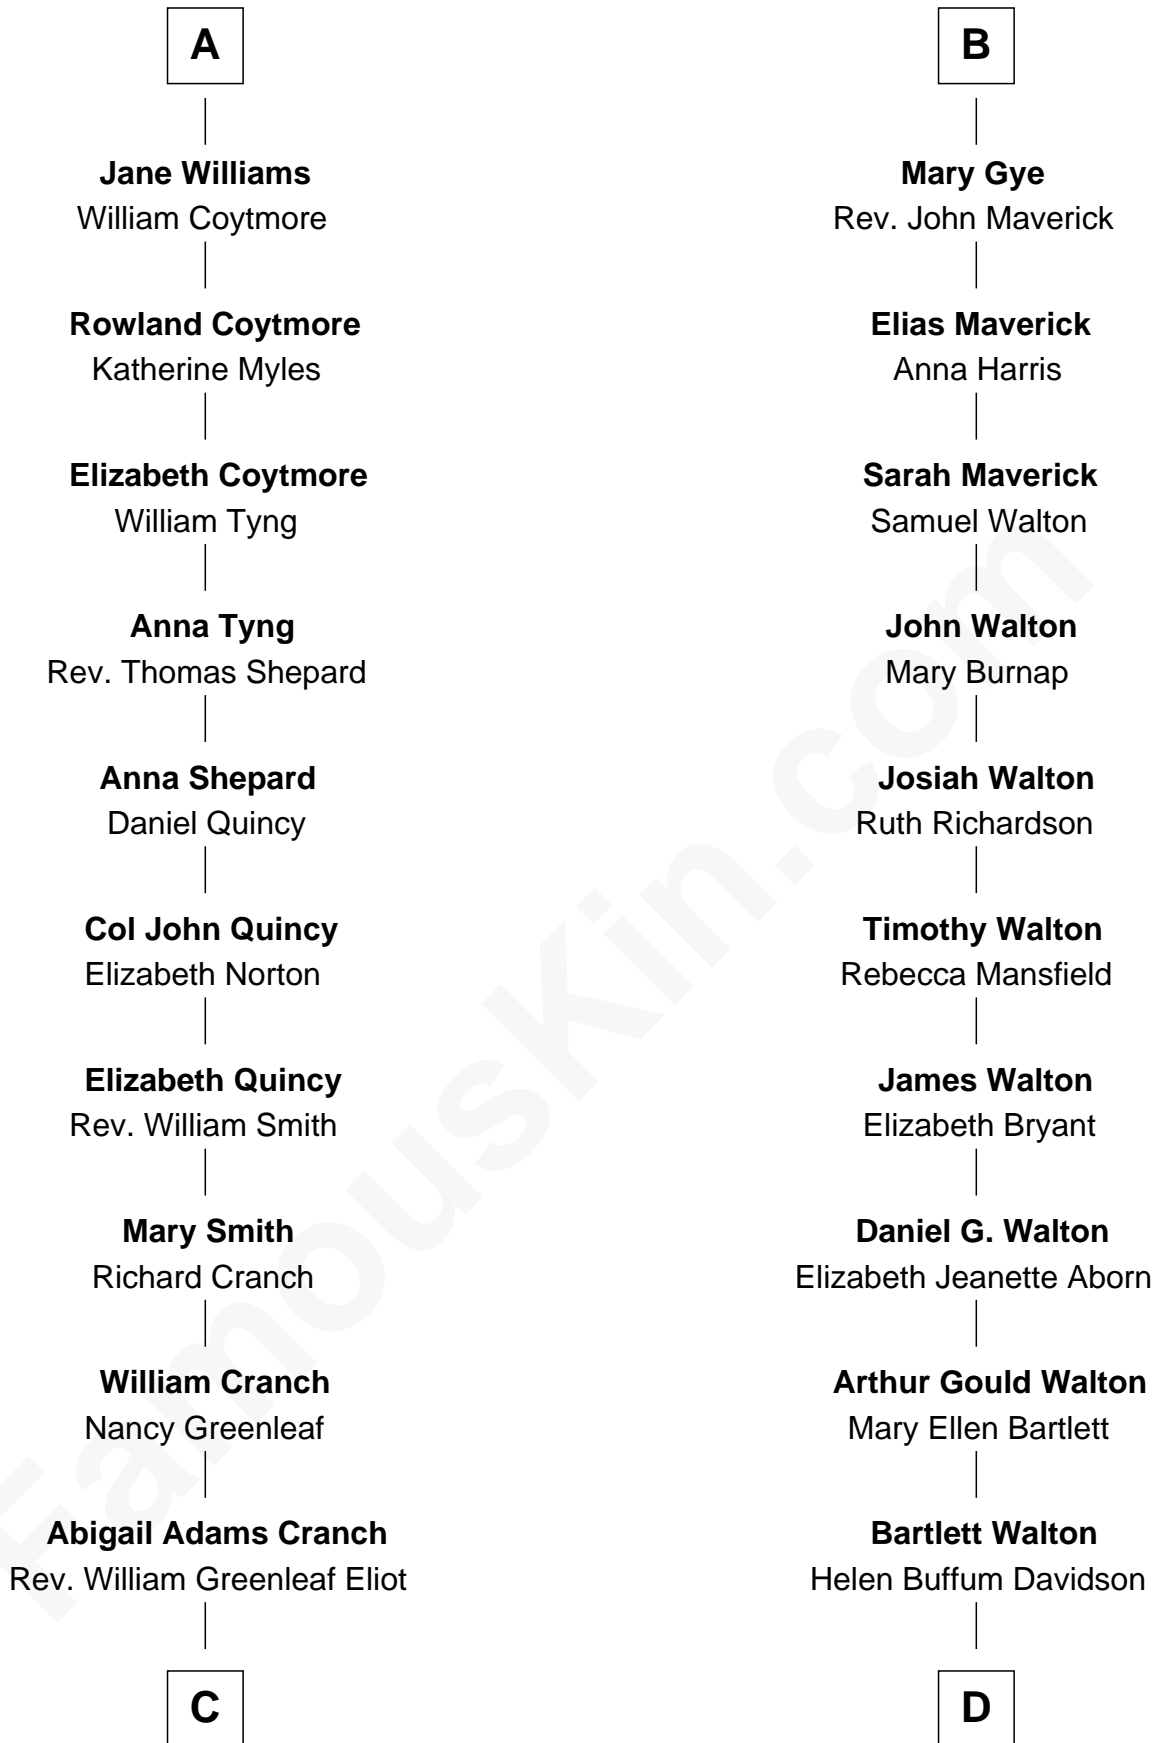 A
Jane Williams
William Coytmore
Rowland Coytmore
Katherine Myles
Elizabeth Coytmore
William Tyng
Anna Tyng
Rev. Thomas Shepard
Anna Shepard
Daniel Quincy
Col John Quincy
Elizabeth Norton
Elizabeth Quincy
Rev. William Smith
Mary Smith
Richard Cranch
William Cranch
Nancy Greenleaf
Abigail Adams Cranch
Rev. William Greenleaf Eliot
C
B
Mary Gye
Rev. John Maverick
Elias Maverick
Anna Harris
Sarah Maverick
Samuel Walton
John Walton
Mary Burnap
Josiah Walton
Ruth Richardson
Timothy Walton
Rebecca Mansfield
James Walton
Elizabeth Bryant
Daniel G. Walton
Elizabeth Jeanette Aborn
Arthur Gould Walton
Mary Ellen Bartlett
Bartlett Walton
Helen Buffum Davidson
D
FamousKin.com